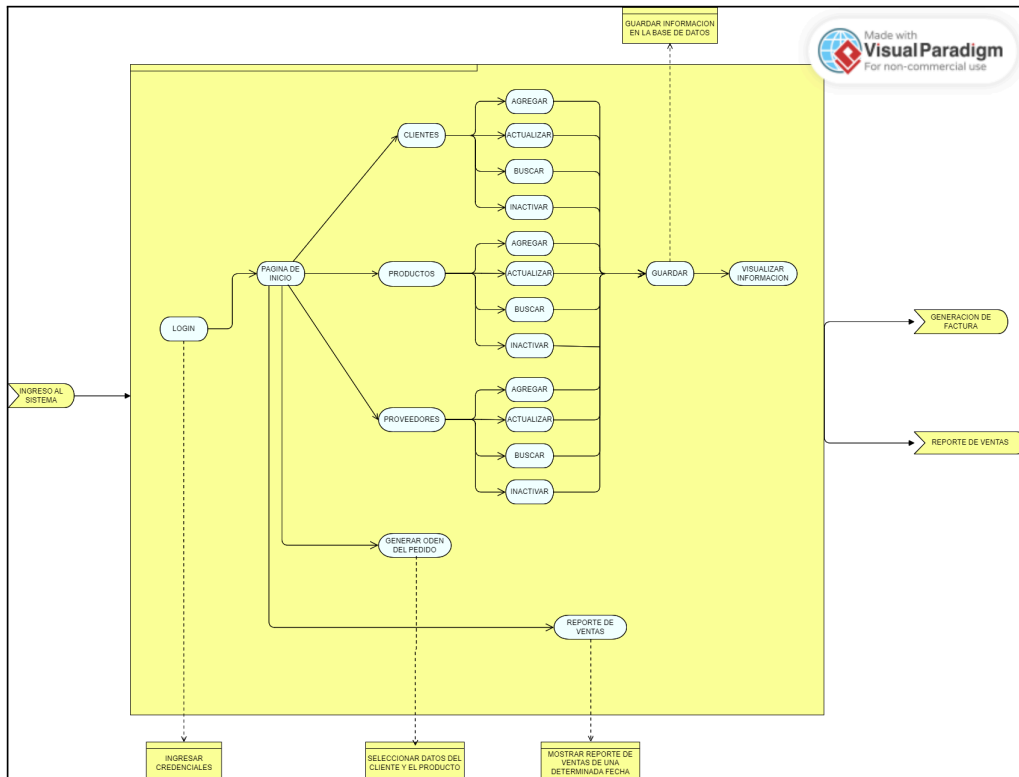 GUARDAR INFORMACION
EN LA BASE DE DATOS
Made with
VisualParadigm
For non-commercial use
AGREGAR
CLIENTES
ACTUALIZAR
BUSCAR
INACTIVAR
AGREGAR
PAGINA DE
INICIO
PRODUCTOS
ACTUALIZAR
GUARDAR
VISUALIZAR
INFORMACION
BUSCAR
LOGIN
INACTIVAR
GENERACION DE
FACTURA
INGRESO AL
SISTEMA
AGREGAR
PROVEEDORES
ACTUALIZAR
REPORTE DE VENTAS
BUSCAR
INACTIVAR
GENERAR ODEN
DEL PEDIDO
REPORTE DE
VENTAS
INGRESAR
CREDENCIALES
SELECCIONAR DATOS DEL
CLIENTE Y EL PRODUCTO
MOSTRAR REPORTE DE
VENTAS DE UNA
DETERMINADA FECHA